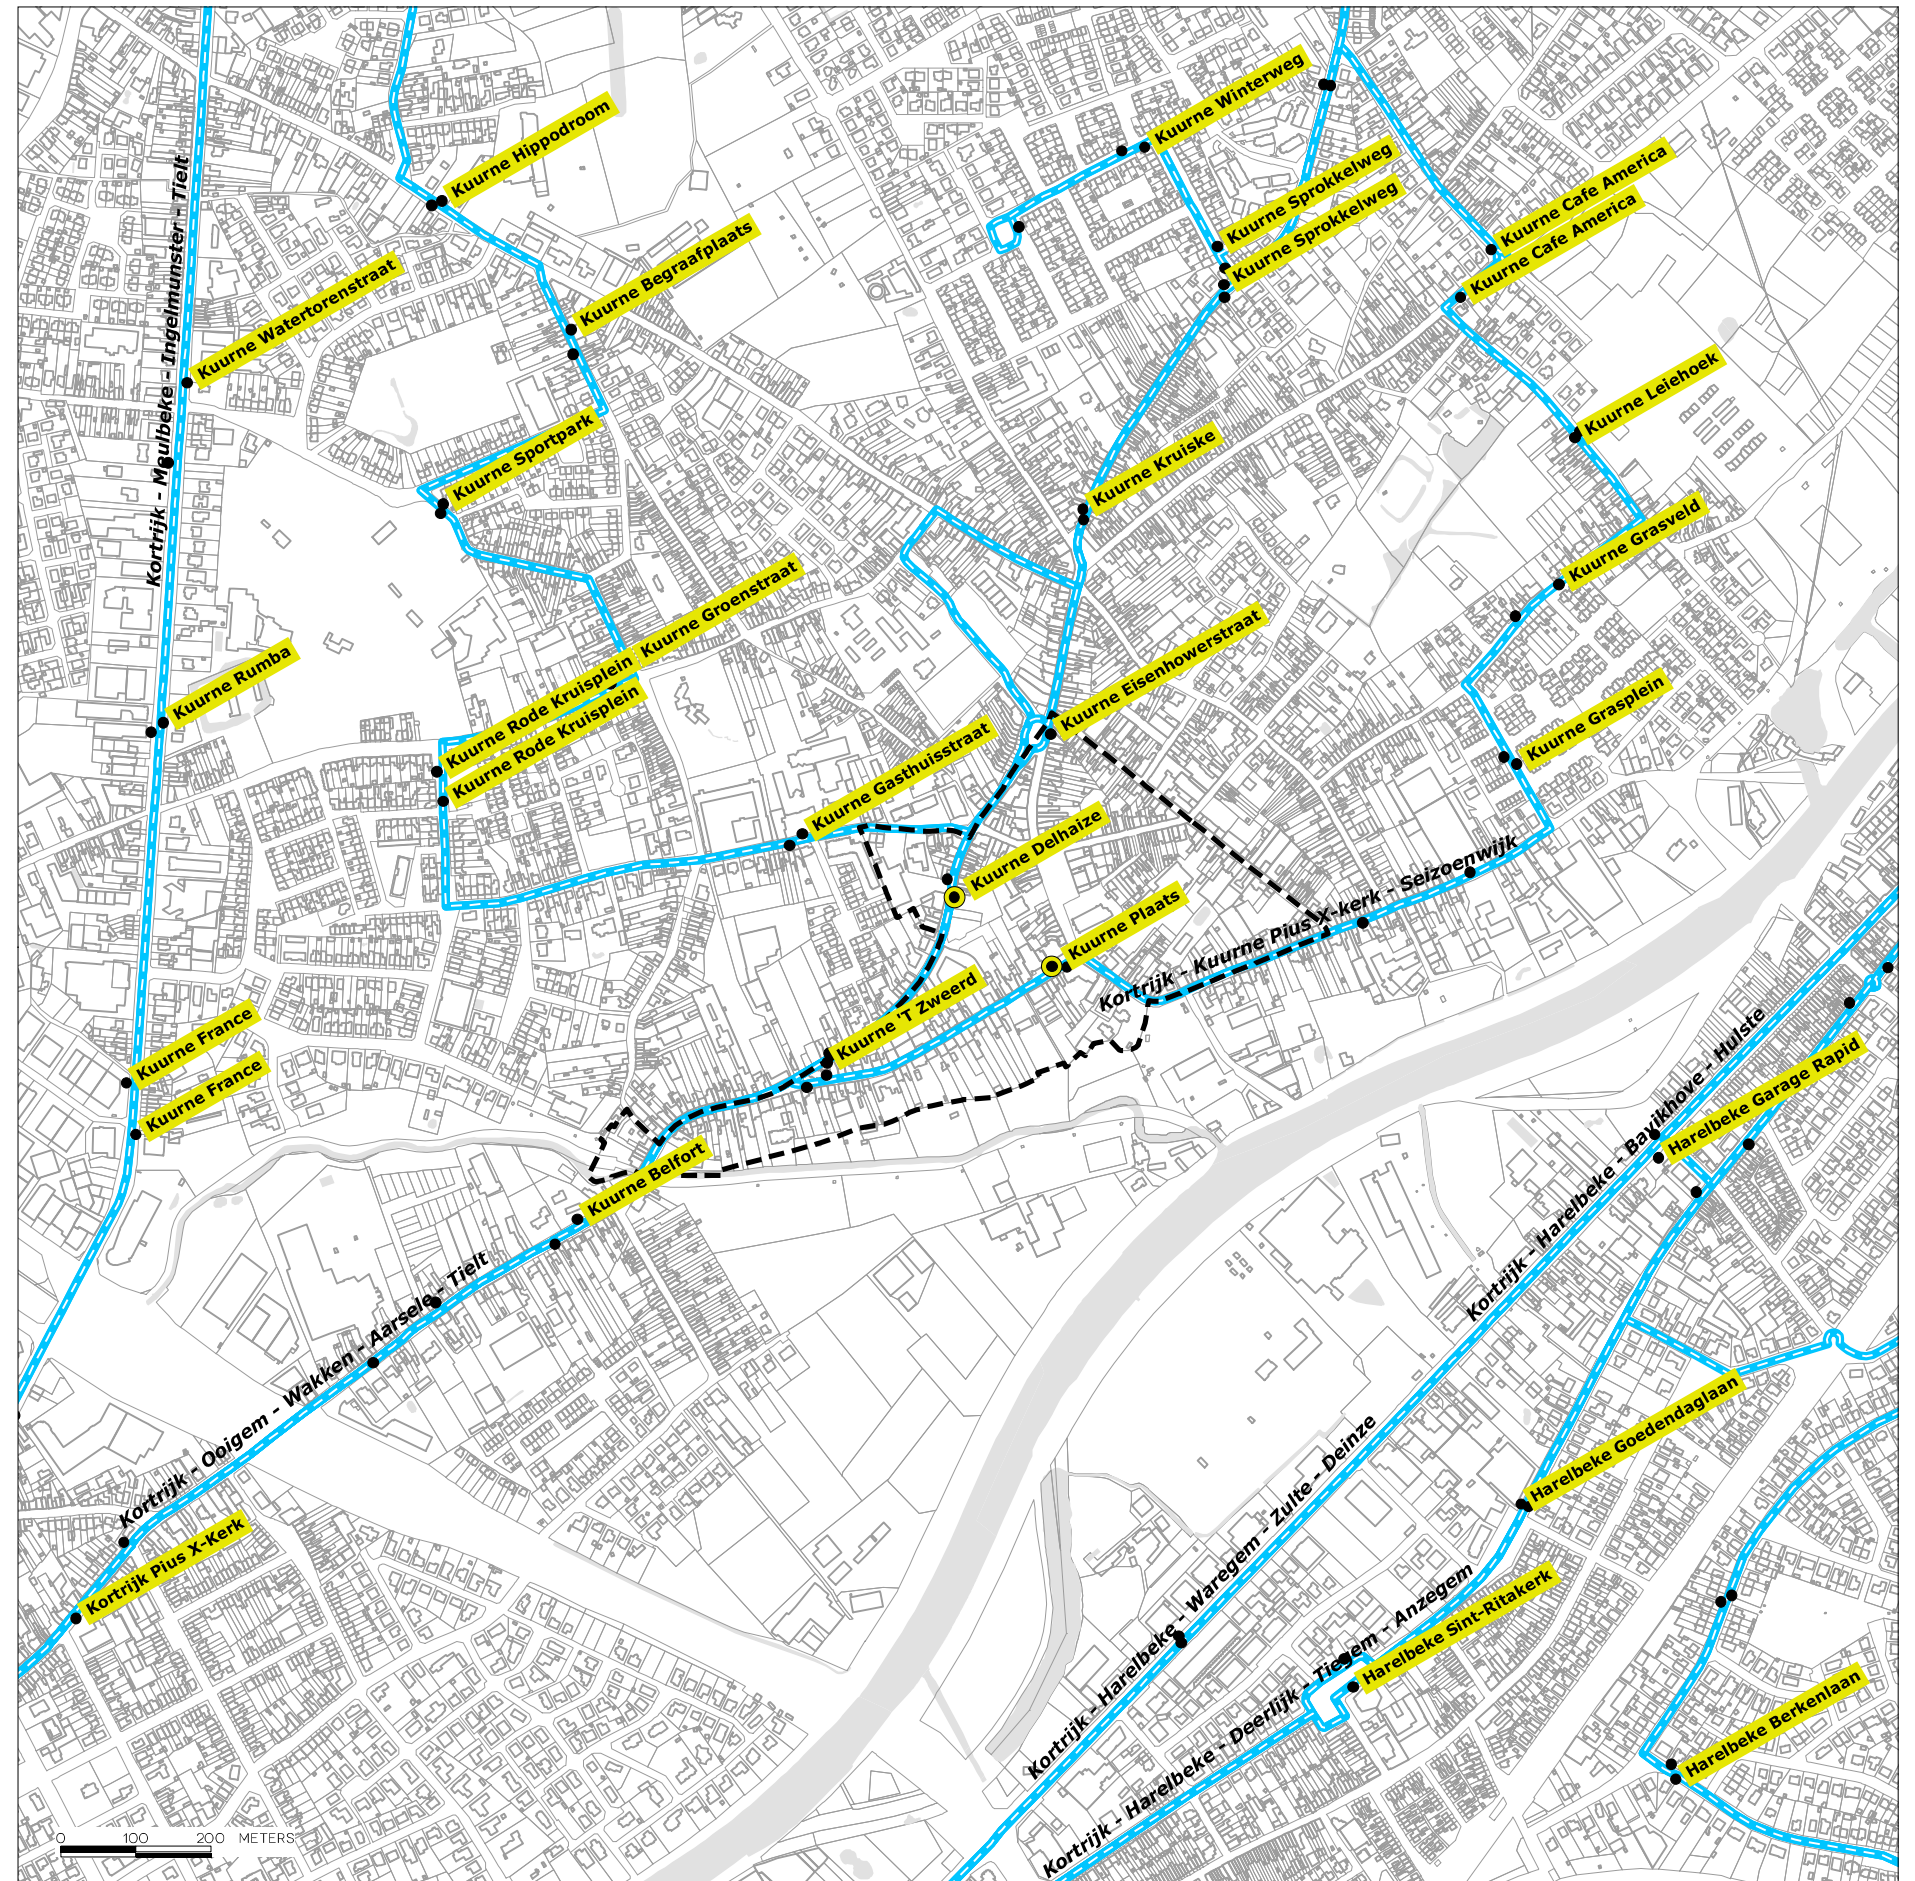 Kuurne Winterweg
Kuurne Hippodroom
Kuurne Sprokkelweg
Kuurne Cafe America
Kuurne Sprokkelweg
Kuurne Cafe America
Kuurne Begraafplaats
Kuurne Watertorenstraat
Kortrijk - Meulbeke - Ingelmunster - Tielt
Kuurne Leiehoek
Kuurne Sportpark
Kuurne Kruiske
Kuurne Grasveld
Kuurne Groenstraat
Kuurne Eisenhowerstraat
Kuurne Rumba
Kuurne Rode Kruisplein
Kuurne Rode Kruisplein
Kuurne Grasplein
Kuurne Gasthuisstraat
Kuurne Delhaize
Kortrijk - Kuurne Pius X-kerk - Seizoenwijk
Kuurne Plaats
Kuurne 'T Zweerd
Kuurne France
Kuurne France
Harelbeke Garage Rapid
Kortrijk - Harelbeke - Bavikhove - Hulste
Kuurne Belfort
Kortrijk - Ooigem - Wakken - Aarsele - Tielt
Harelbeke Goedendaglaan
Kortrijk - Harelbeke - Waregem - Zulte - Deinze
Kortrijk Pius X-Kerk
Kortrijk - Harelbeke - Deerlijk - Tiegem - Anzegem
Harelbeke Sint-Ritakerk
Harelbeke Berkenlaan
0 100 200 METERS